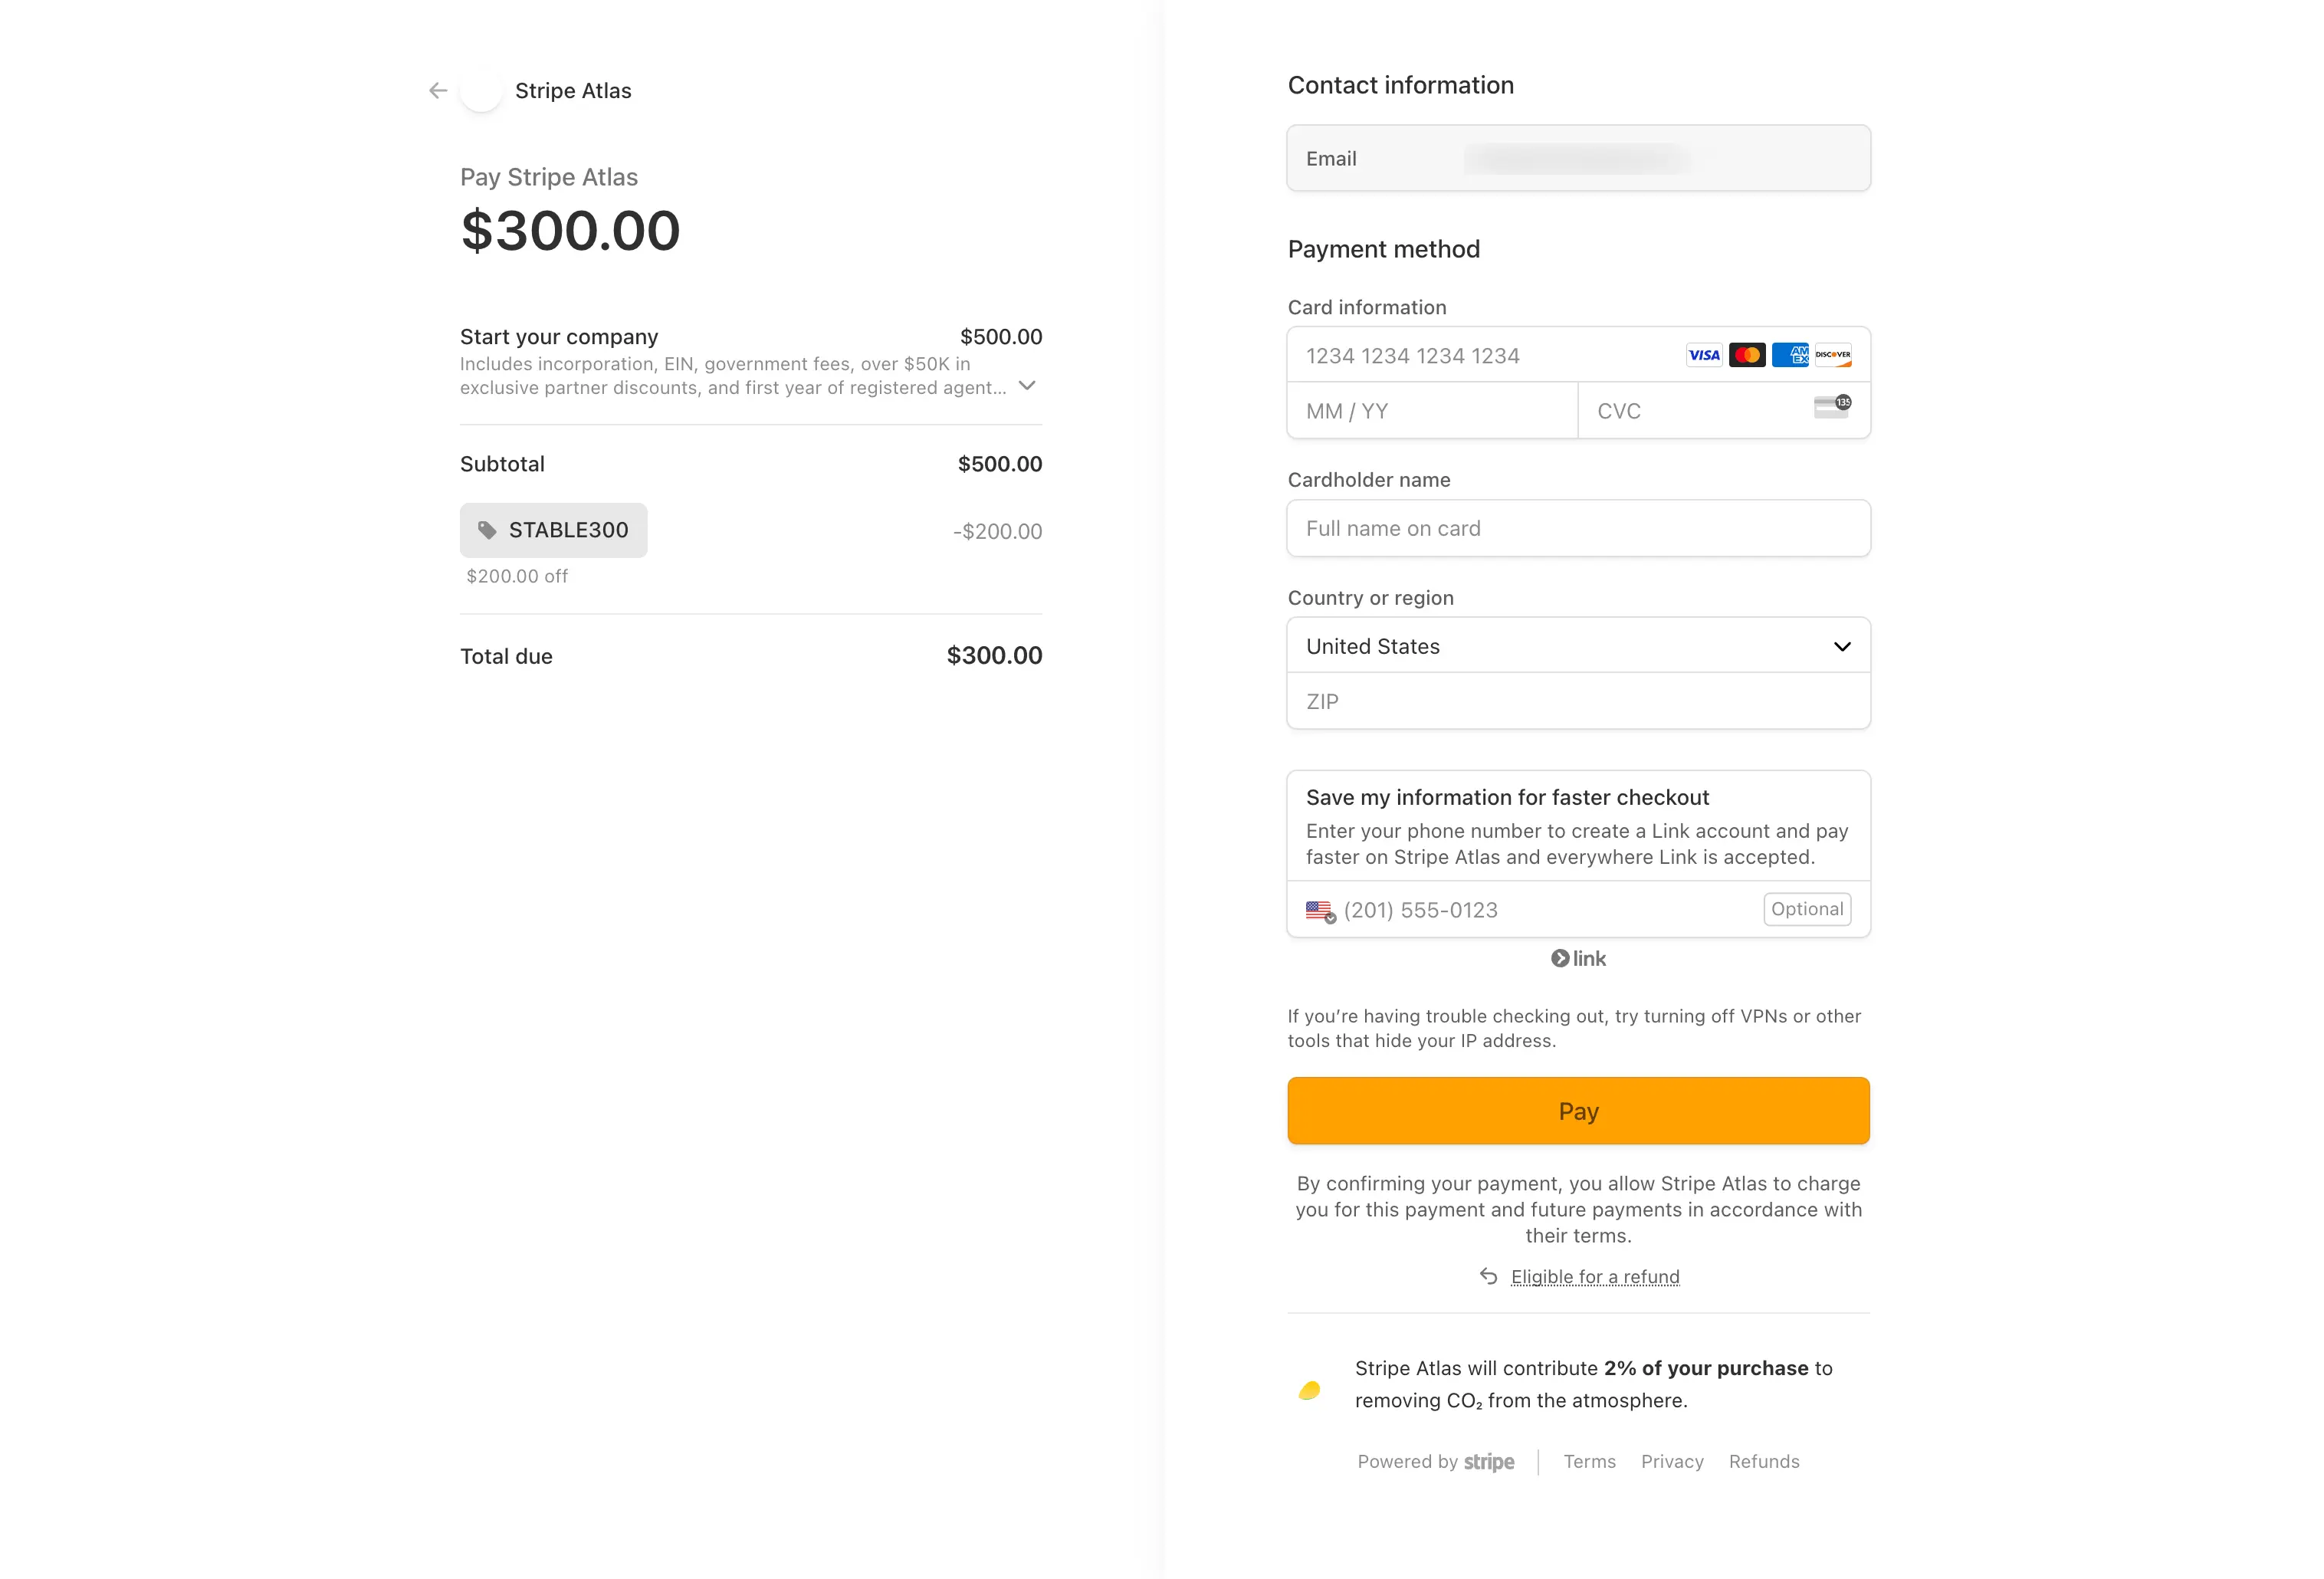 Stripe Atlas
Pay Stripe Atlas
$300.00
Start your company $500.00
Includes incorporation, EIN, government fees, over $50K in
exclusive partner discounts, and first year of registered agent...
Subtotal $500.00
STABLE300 -$200.00
$200.00 off
Total due $300.00
Contact information
Email
Payment method
Card information
1234 1234 1234 1234 VISA AM EX DISCOVER
MM / YY CVC 135
Cardholder name
Full name on card
Country or region
United States
ZIP
Save my information for faster checkout
Enter your phone number to create a Link account and pay
faster on Stripe Atlas and everywhere Link is accepted.
(201) 555-0123 Optional
link
If you’re having trouble checking out, try turning off VPNs or other
tools that hide your IP address.
Pay
By confirming your payment, you allow Stripe Atlas to charge
you for this payment and future payments in accordance with
their terms.
Eligible for a refund
Stripe Atlas will contribute 2% of your purchase to
removing CO₂ from the atmosphere.
Powered by stripe Terms Privacy Refunds